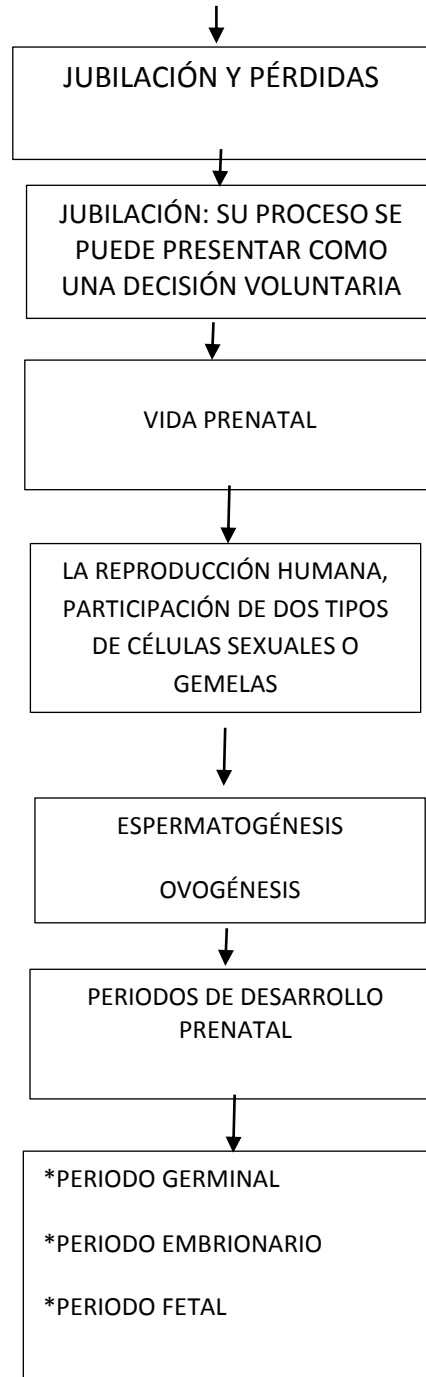 JUBILACIÓN Y PÉRDIDAS
JUBILACIÓN: SU PROCESO SE
PUEDE PRESENTAR COMO
UNA DECISIÓN VOLUNTARIA
VIDA PRENATAL
LA REPRODUCCIÓN HUMANA,
PARTICIPACIÓN DE DOS TIPOS
DE CÉLULAS SEXUALES O
GEMELAS
ESPERMATOGÉNESIS
OVOGÉNESIS
PERIODOS DE DESARROLLO
PRENATAL
*PERIODO GERMINAL
*PERIODO EMBRIONARIO
*PERIODO FETAL